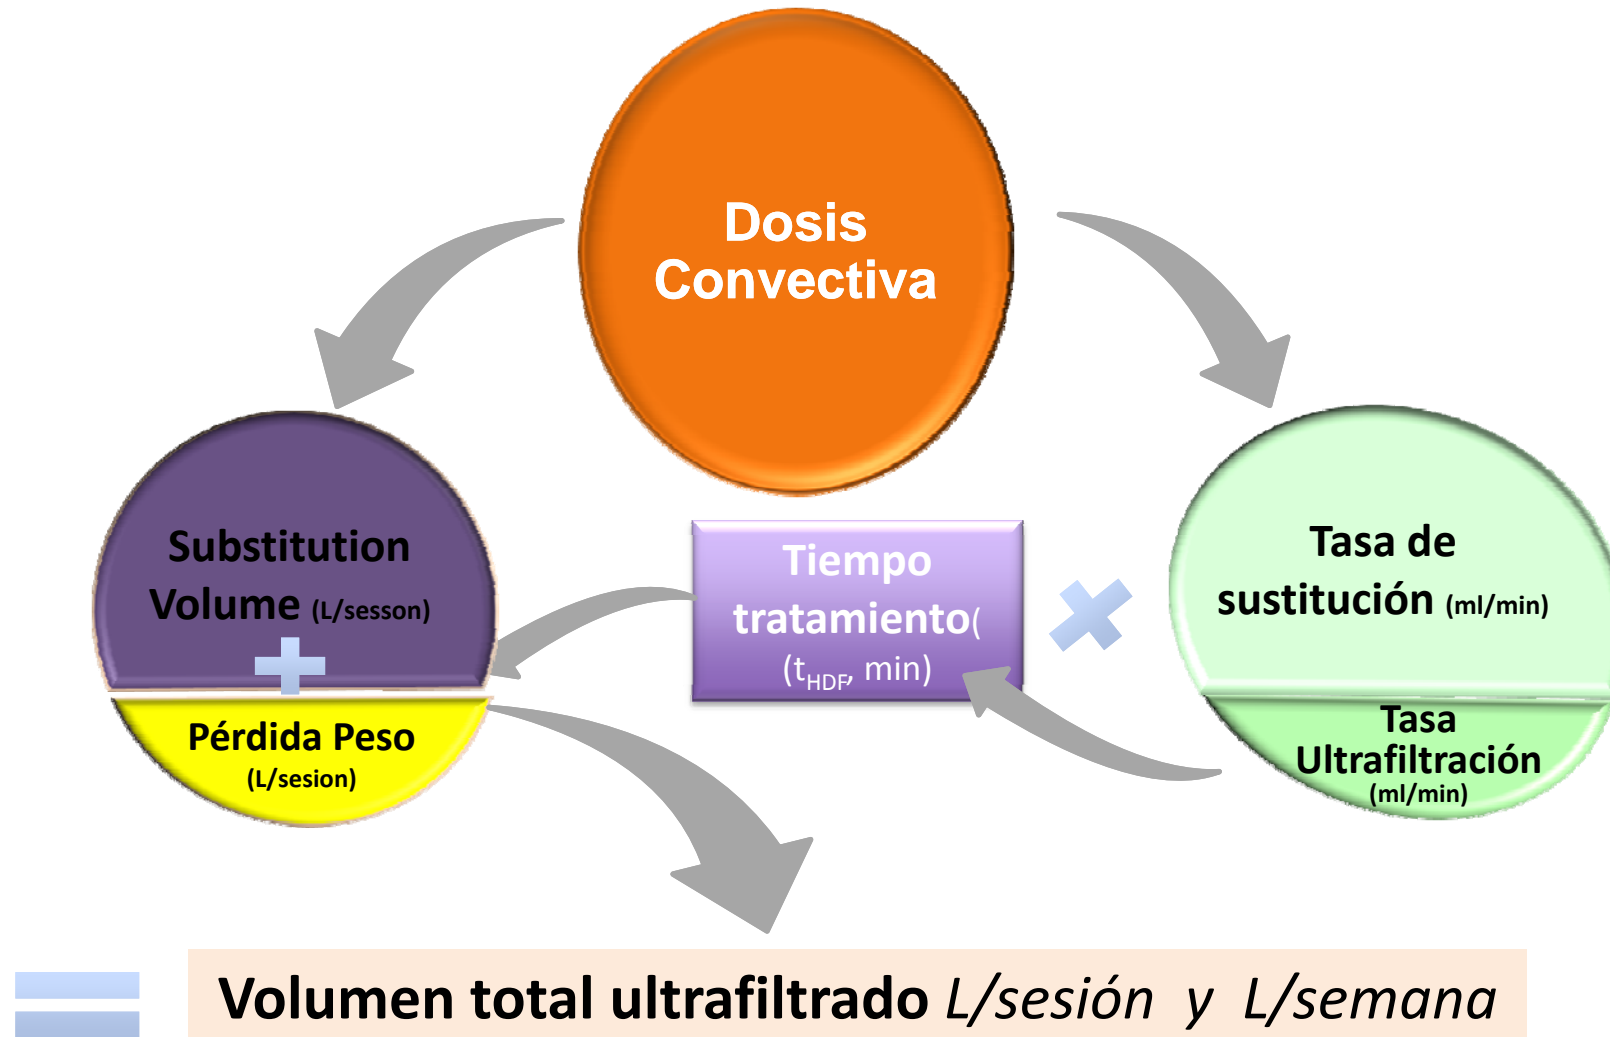 Dosis
Convectiva
Substitution
Volume (L/sesson)
Pérdida Peso
(L/sesion)
Tiempo
tratamiento(
(tHDF, min)
Tasa de
sustitución (ml/min)
Tasa
Ultrafiltración
(ml/min)
Volumen total ultrafiltrado L/sesión y L/semana